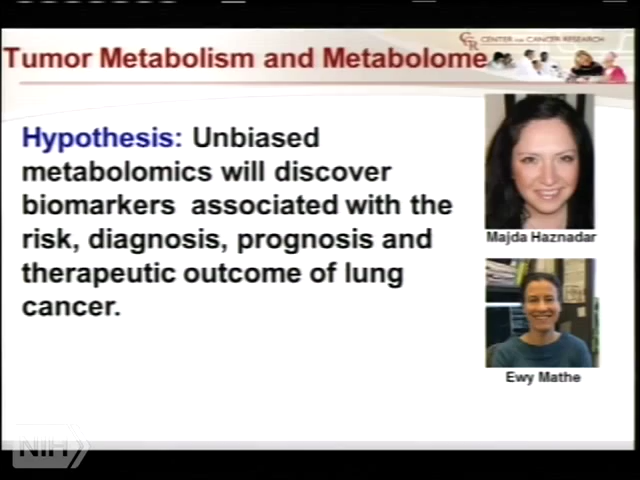 CCR CENTER FOR CANCER RESEARCH
Tumor Metabolism and Metabolome
Hypothesis: Unbiased
metabolomics will discover
biomarkers associated with the
risk, diagnosis, prognosis and
therapeutic outcome of lung
cancer.
Majda Haznadar
Ewy Mathe
NIH